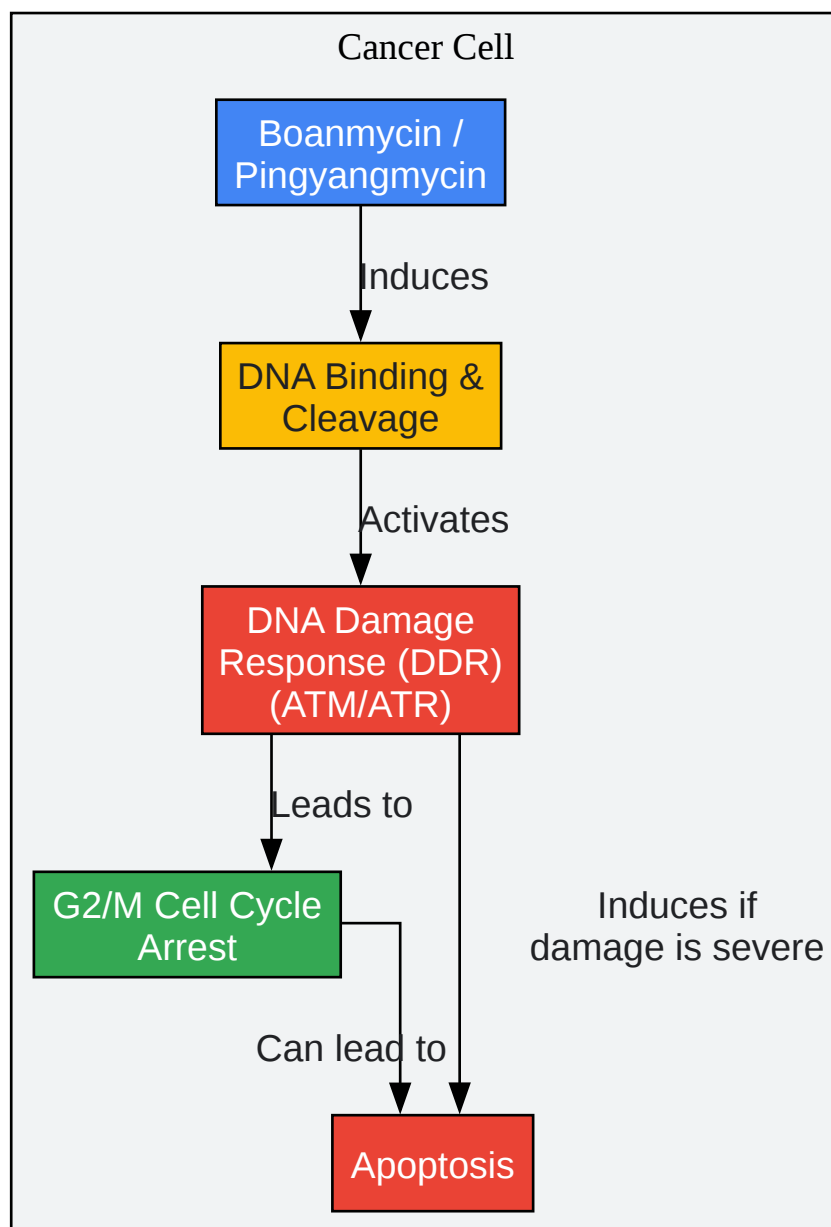 Cancer Cell
Boanmycin /
Pingyangmycin
Induces
DNA Binding &
Cleavage
Activates
DNA Damage
Response (DDR)
(ATM/ATR)
Leads to
G2/M Cell Cycle
Arrest
Induces if
damage is severe
Can lead to
Apoptosis